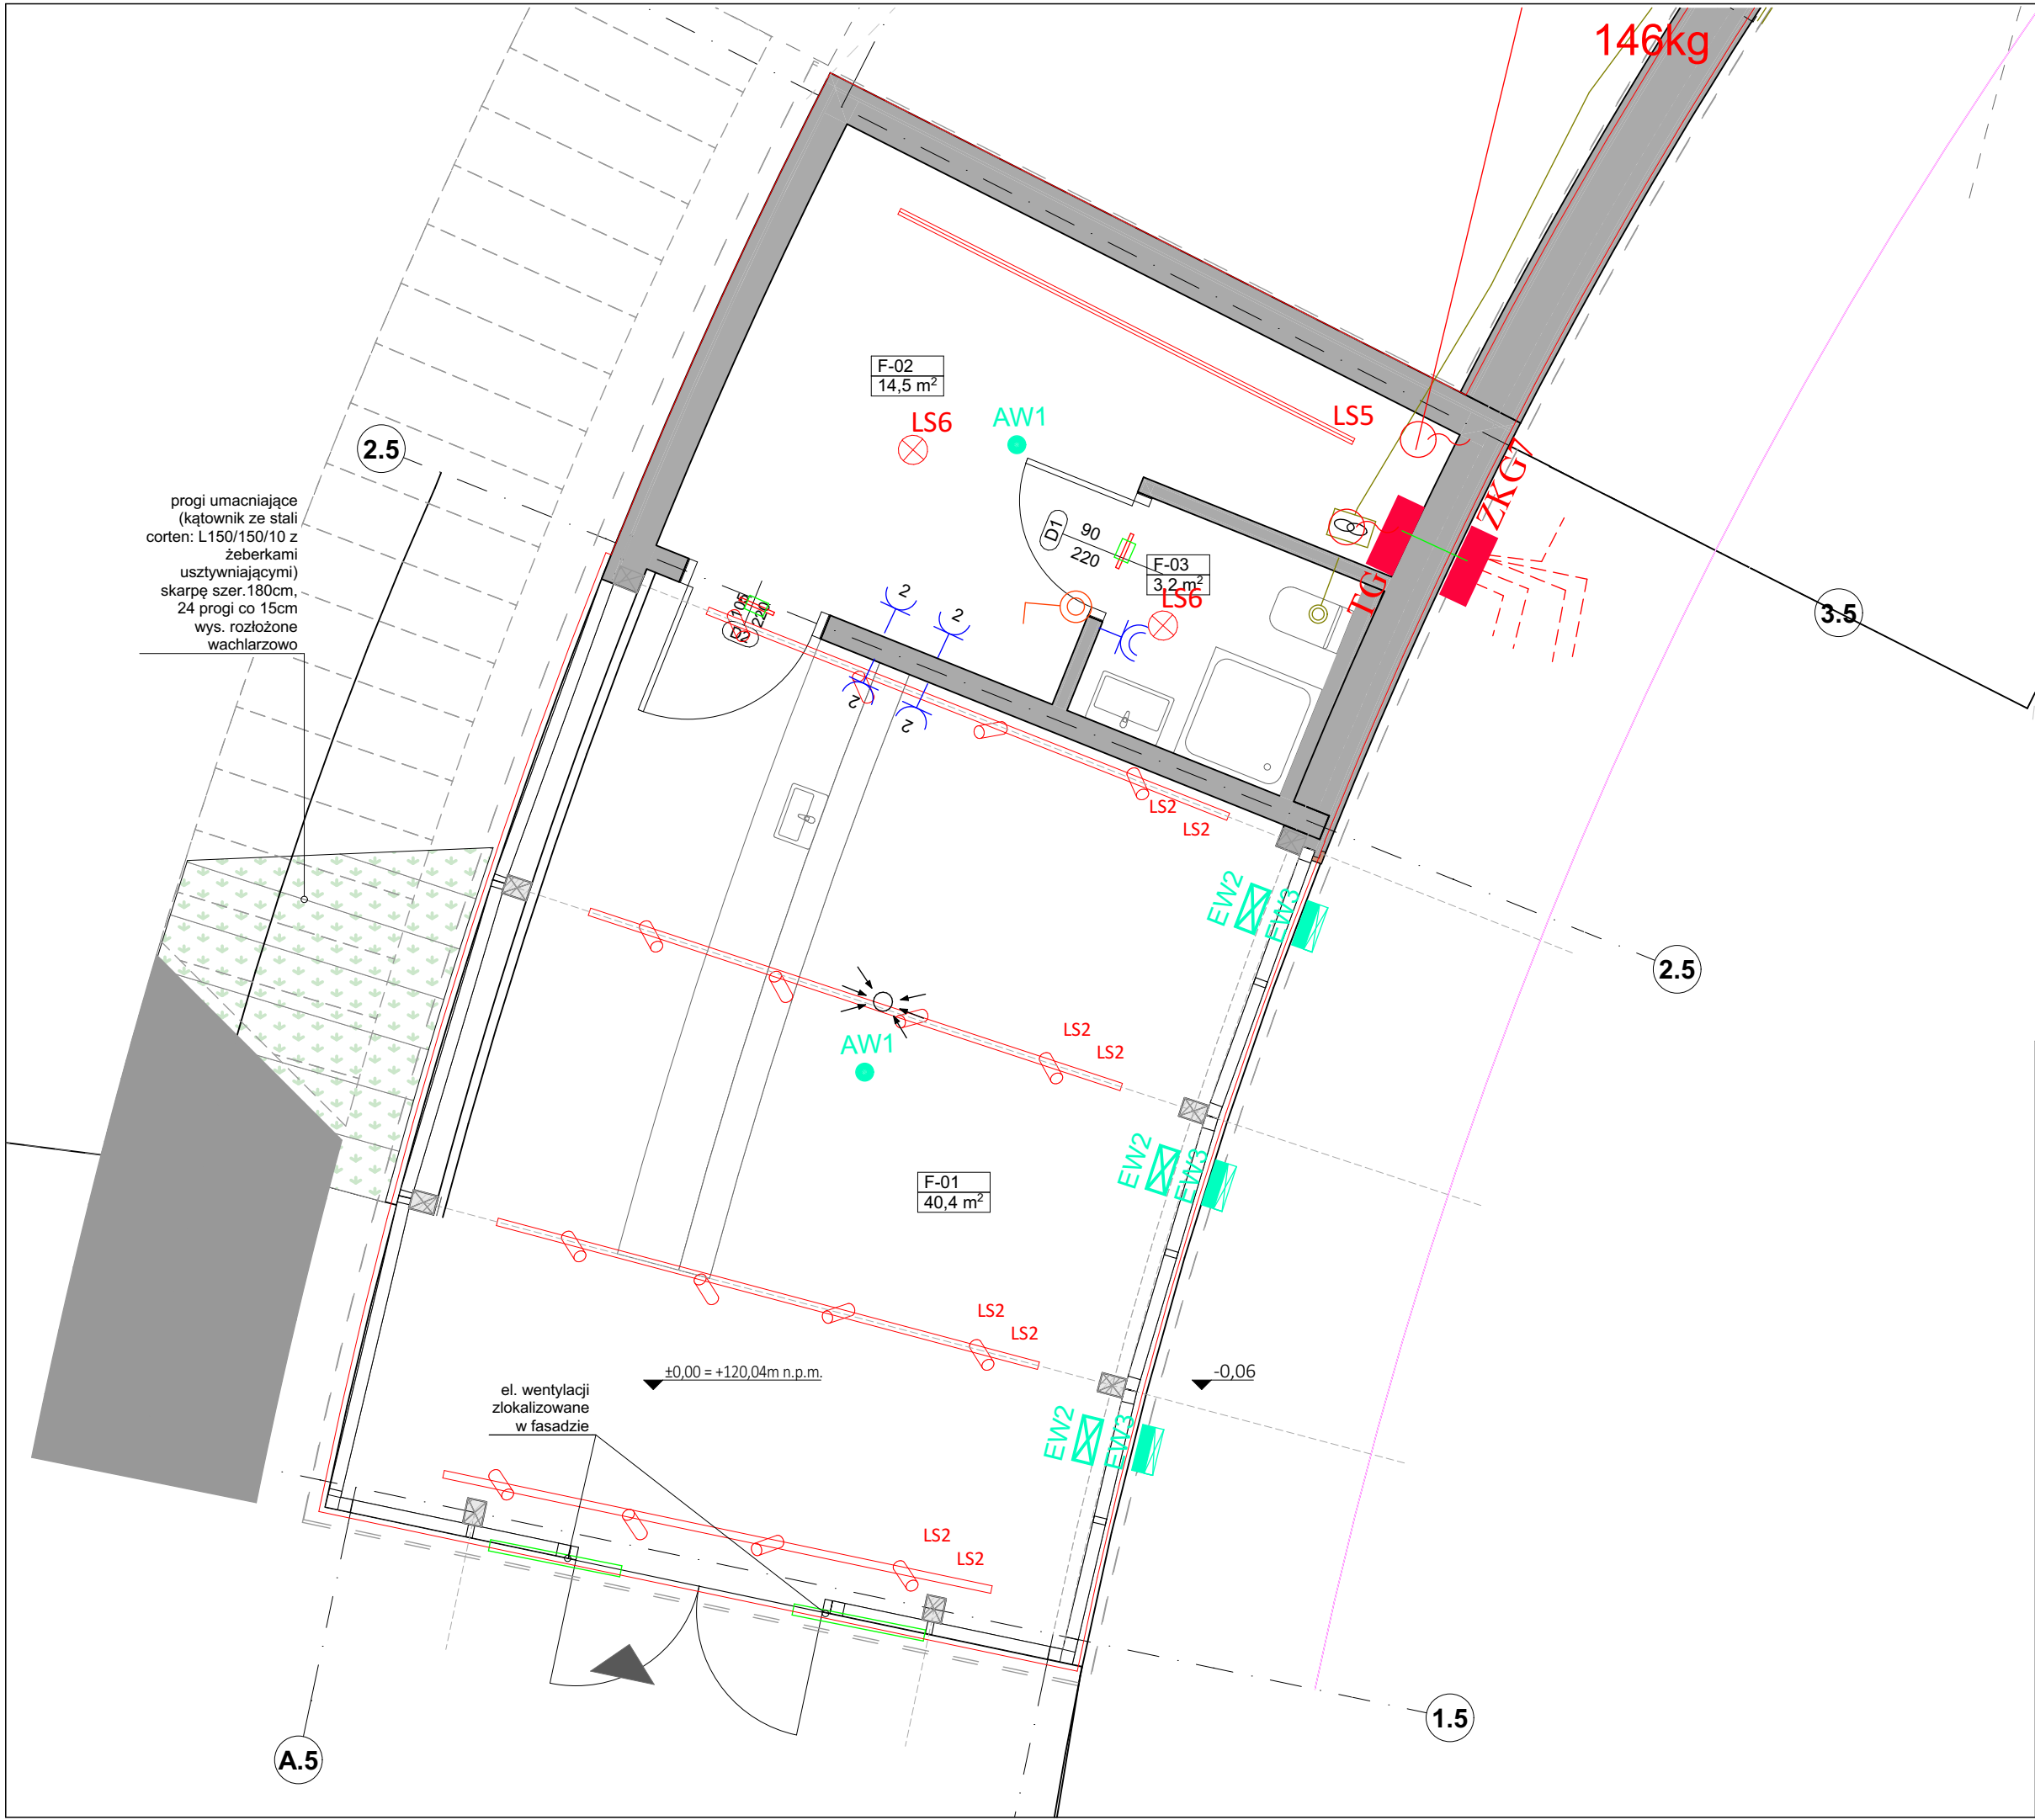 146kg
F-02
14,5 m²
LS6
AW1
LS5
ZKG7
2.5
progi umacniające
(kątownik ze stali
corten: L150/150/10 z
żeberkami
usztywniającymi)
skarpę szer.180cm,
24 progi co 15cm
wys. rozłożone
wachlarzowo
D1
90
220
F-03
3,2 m²
LS6
TG
3.5
105
220
D2
2
2
2
2
LS2
LS2
EW2
EW3
2.5
LS2
LS2
AW1
EW2
EW3
F-01
40,4 m²
LS2
LS2
±0,00 = +120,04m n.p.m.
-0,06
el. wentylacji
zlokalizowane
w fasadzie
EW2
EW3
LS2
LS2
1.5
A.5